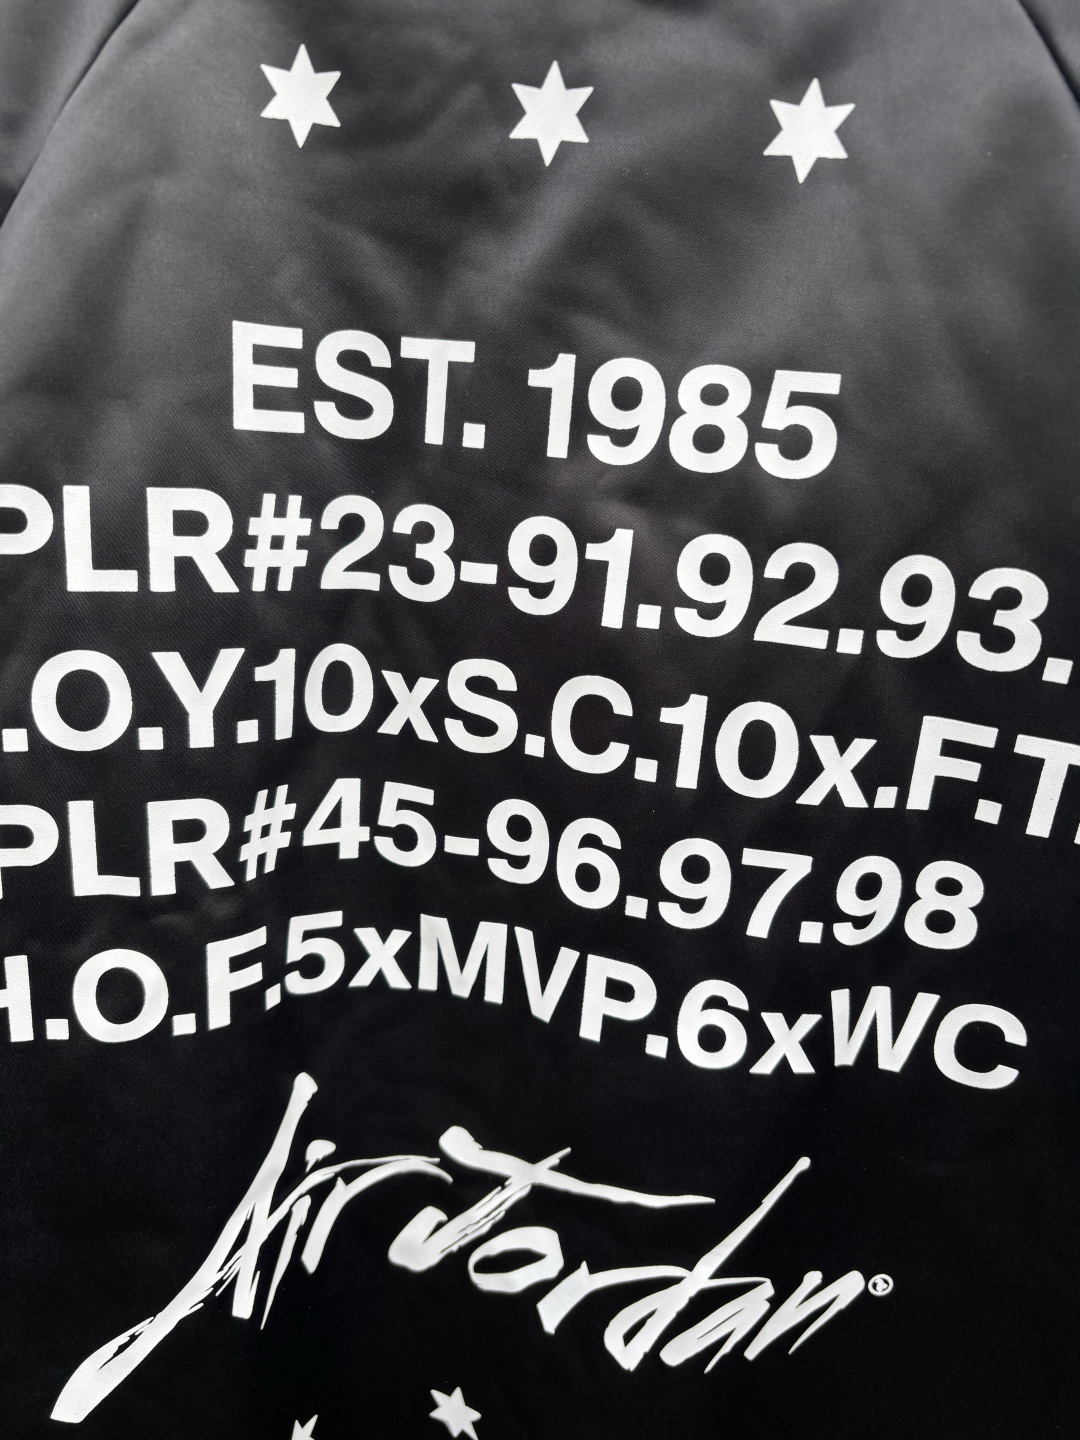 EST. 1985
PLR#23-91.92.93.
.O.Y.10xS.C.10x.F.T.
PLR#45-96.97.98
H.O.F.5xMVP.6xWC
Air Jordan®